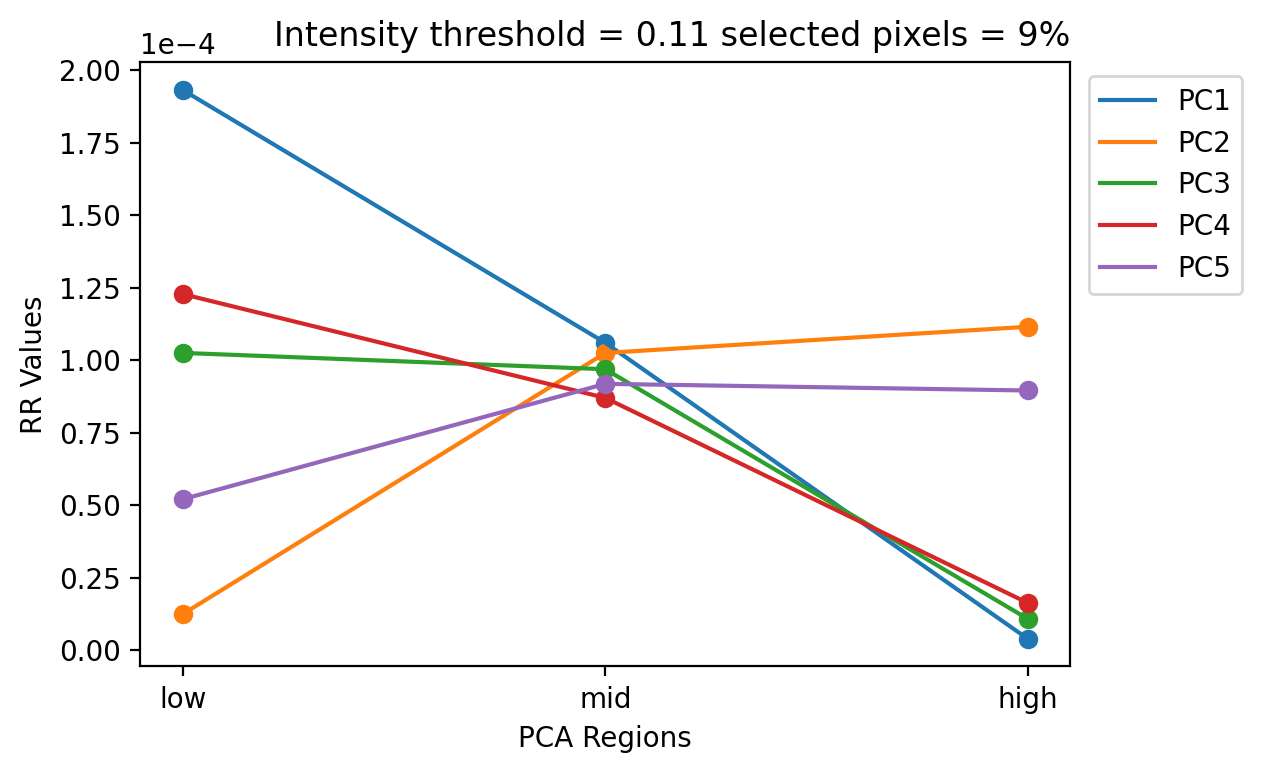 Intensity threshold = 0.11 selected pixels = 9%
1e−4
2.00
1.75
1.50
1.25
1.00
0.75
0.50
0.25
0.00
RR Values
low
mid
high
PCA Regions
PC1
PC2
PC3
PC4
PC5